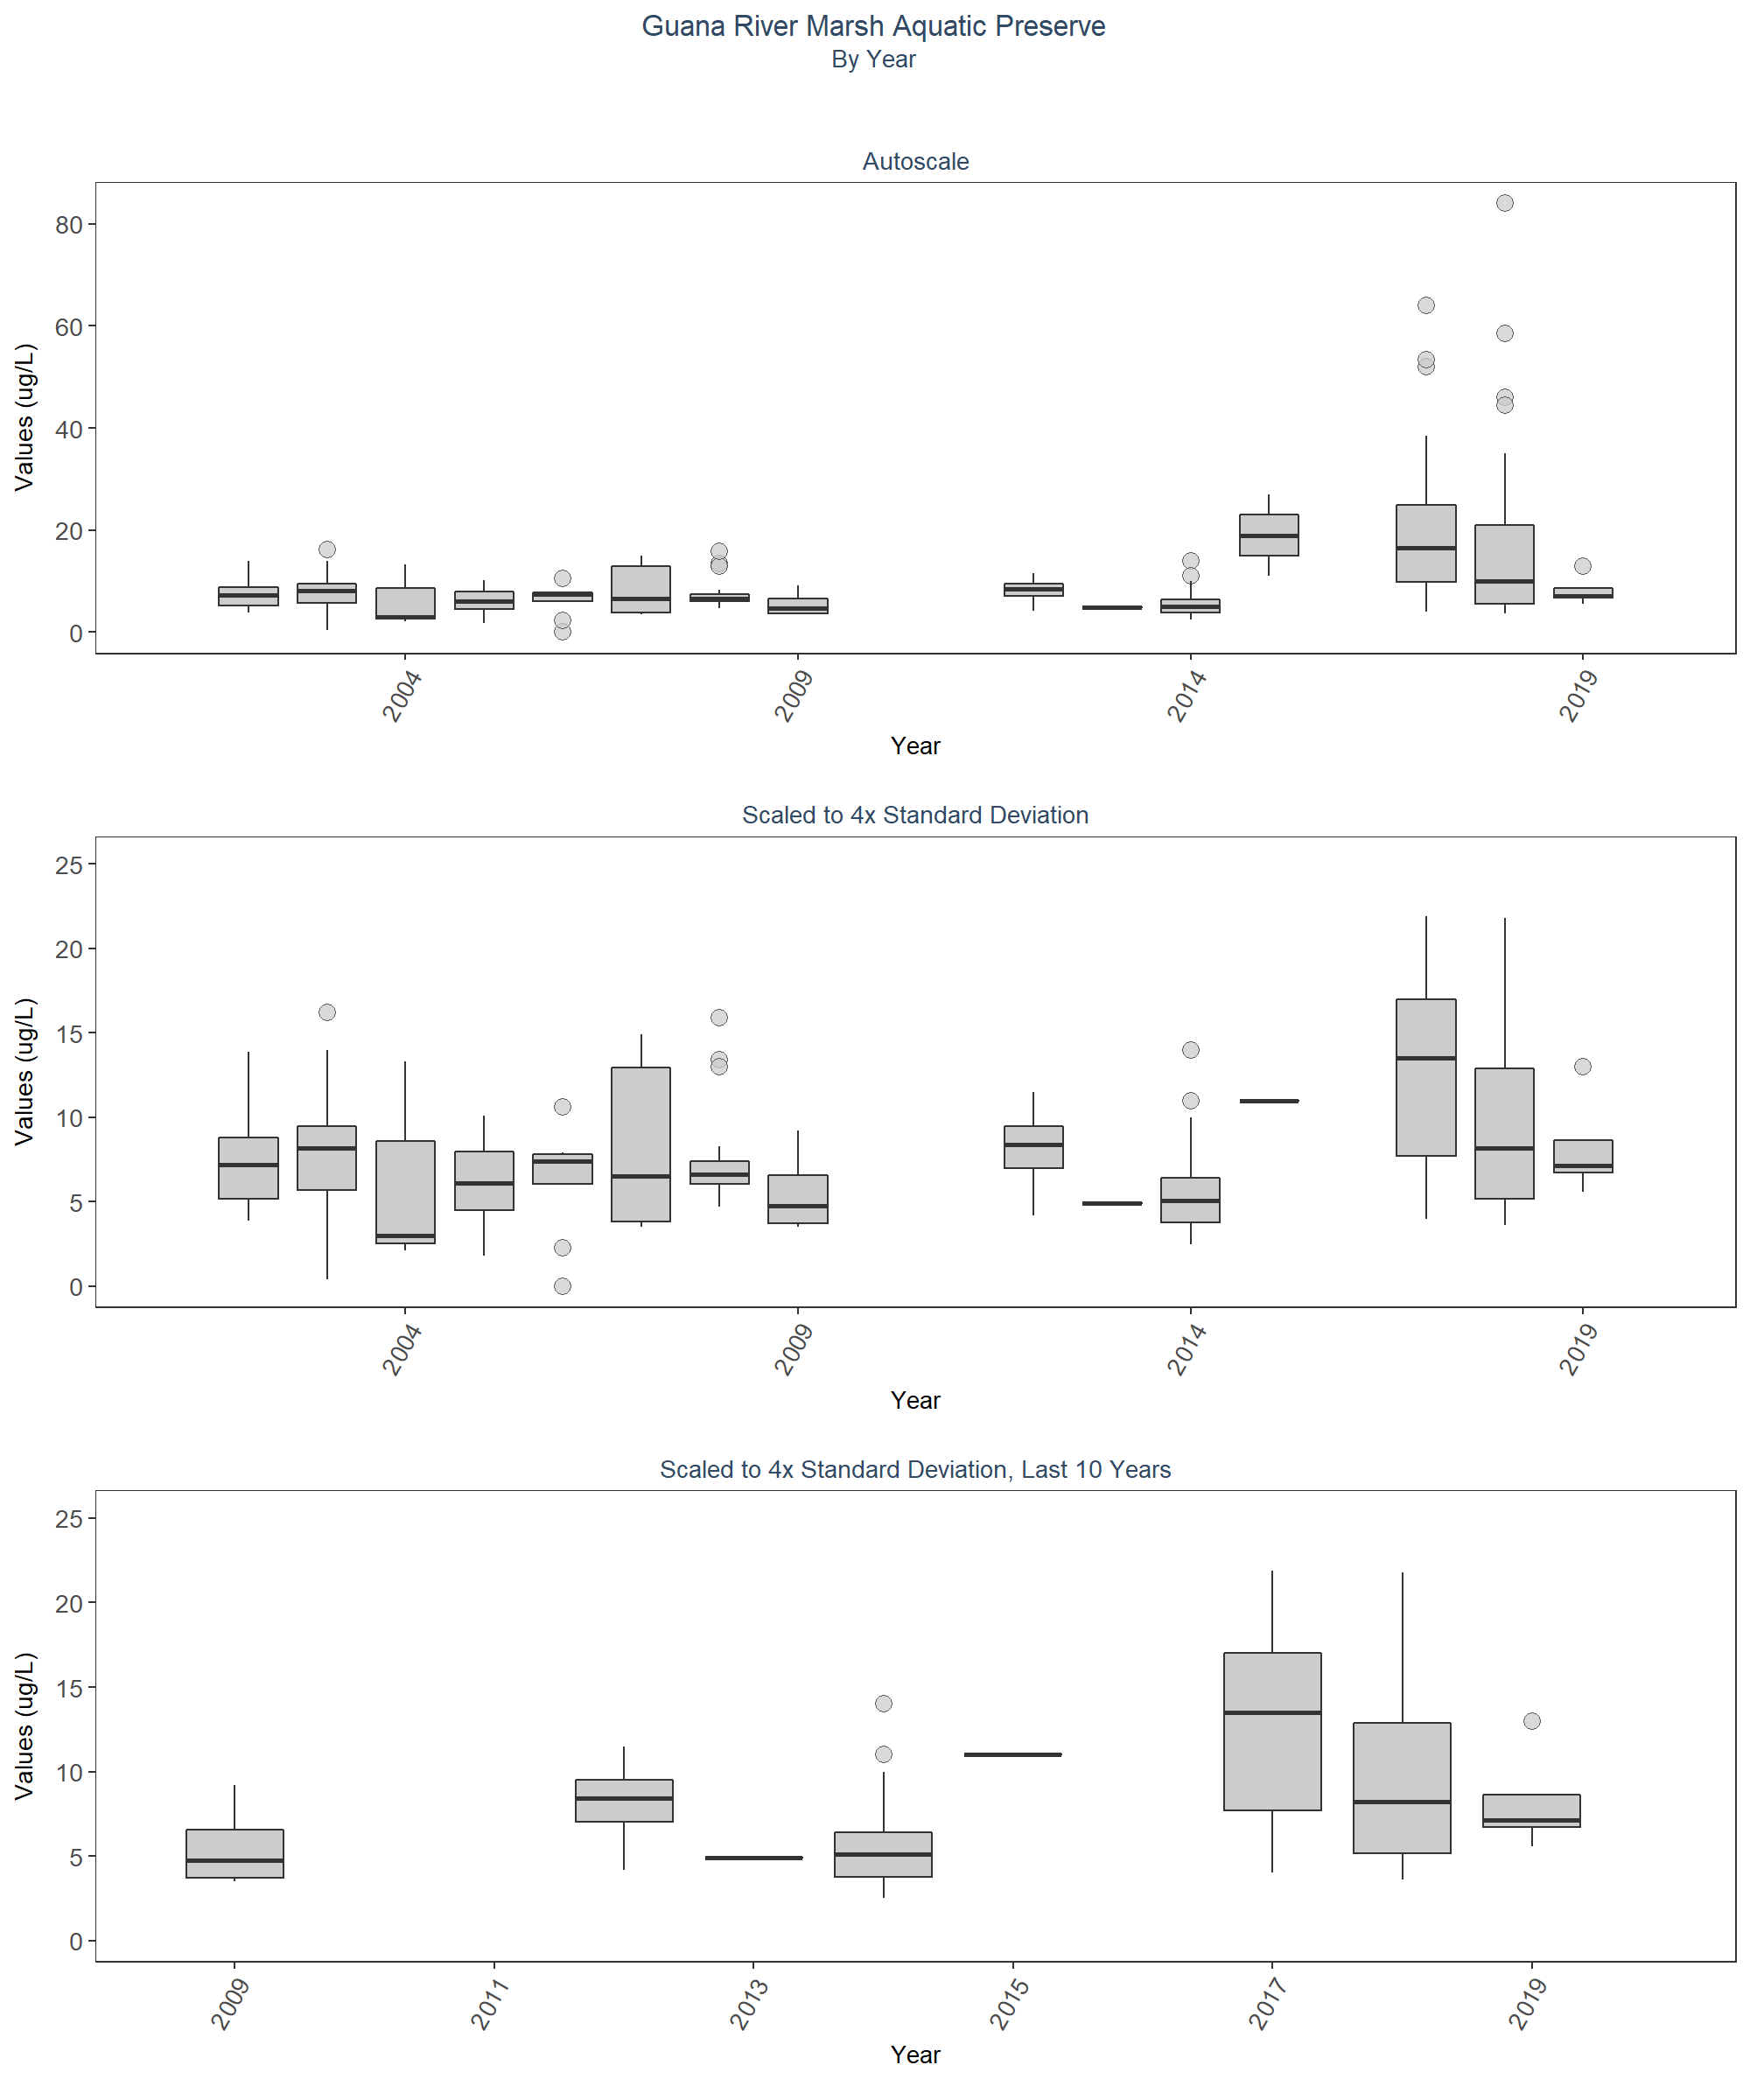 Guana River Marsh Aquatic Preserve
By Year
Autoscale
Values (ug/L)
80
60
40
20
0
2004
2009
2014
2019
Year
Scaled to 4x Standard Deviation
Values (ug/L)
25
20
15
10
5
0
2004
2009
2014
2019
Year
Scaled to 4x Standard Deviation, Last 10 Years
Values (ug/L)
25
20
15
10
5
0
2009
2011
2013
2015
2017
2019
Year